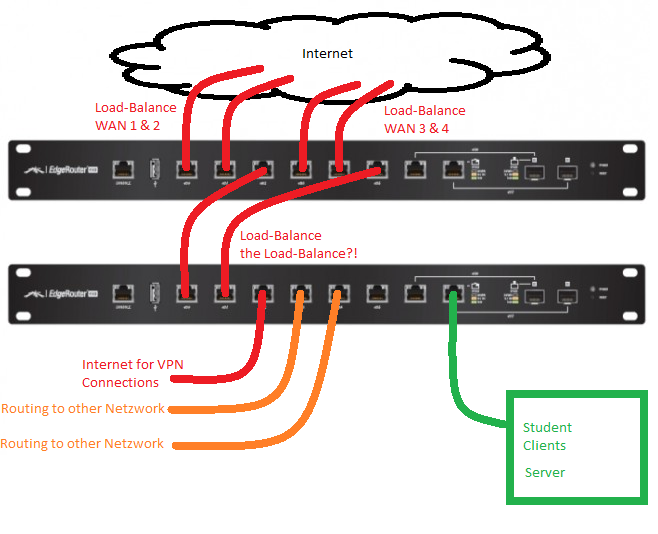 Internet
Load-Balance
WAN 1 & 2
Load-Balance
WAN 3 & 4
EdgeRouter
Load-Balance
the Load-Balance?!
EdgeRouter
Internet for VPN
Connections
Routing to other Netzwork
Routing to other Netzwork
Student
Clients
Server